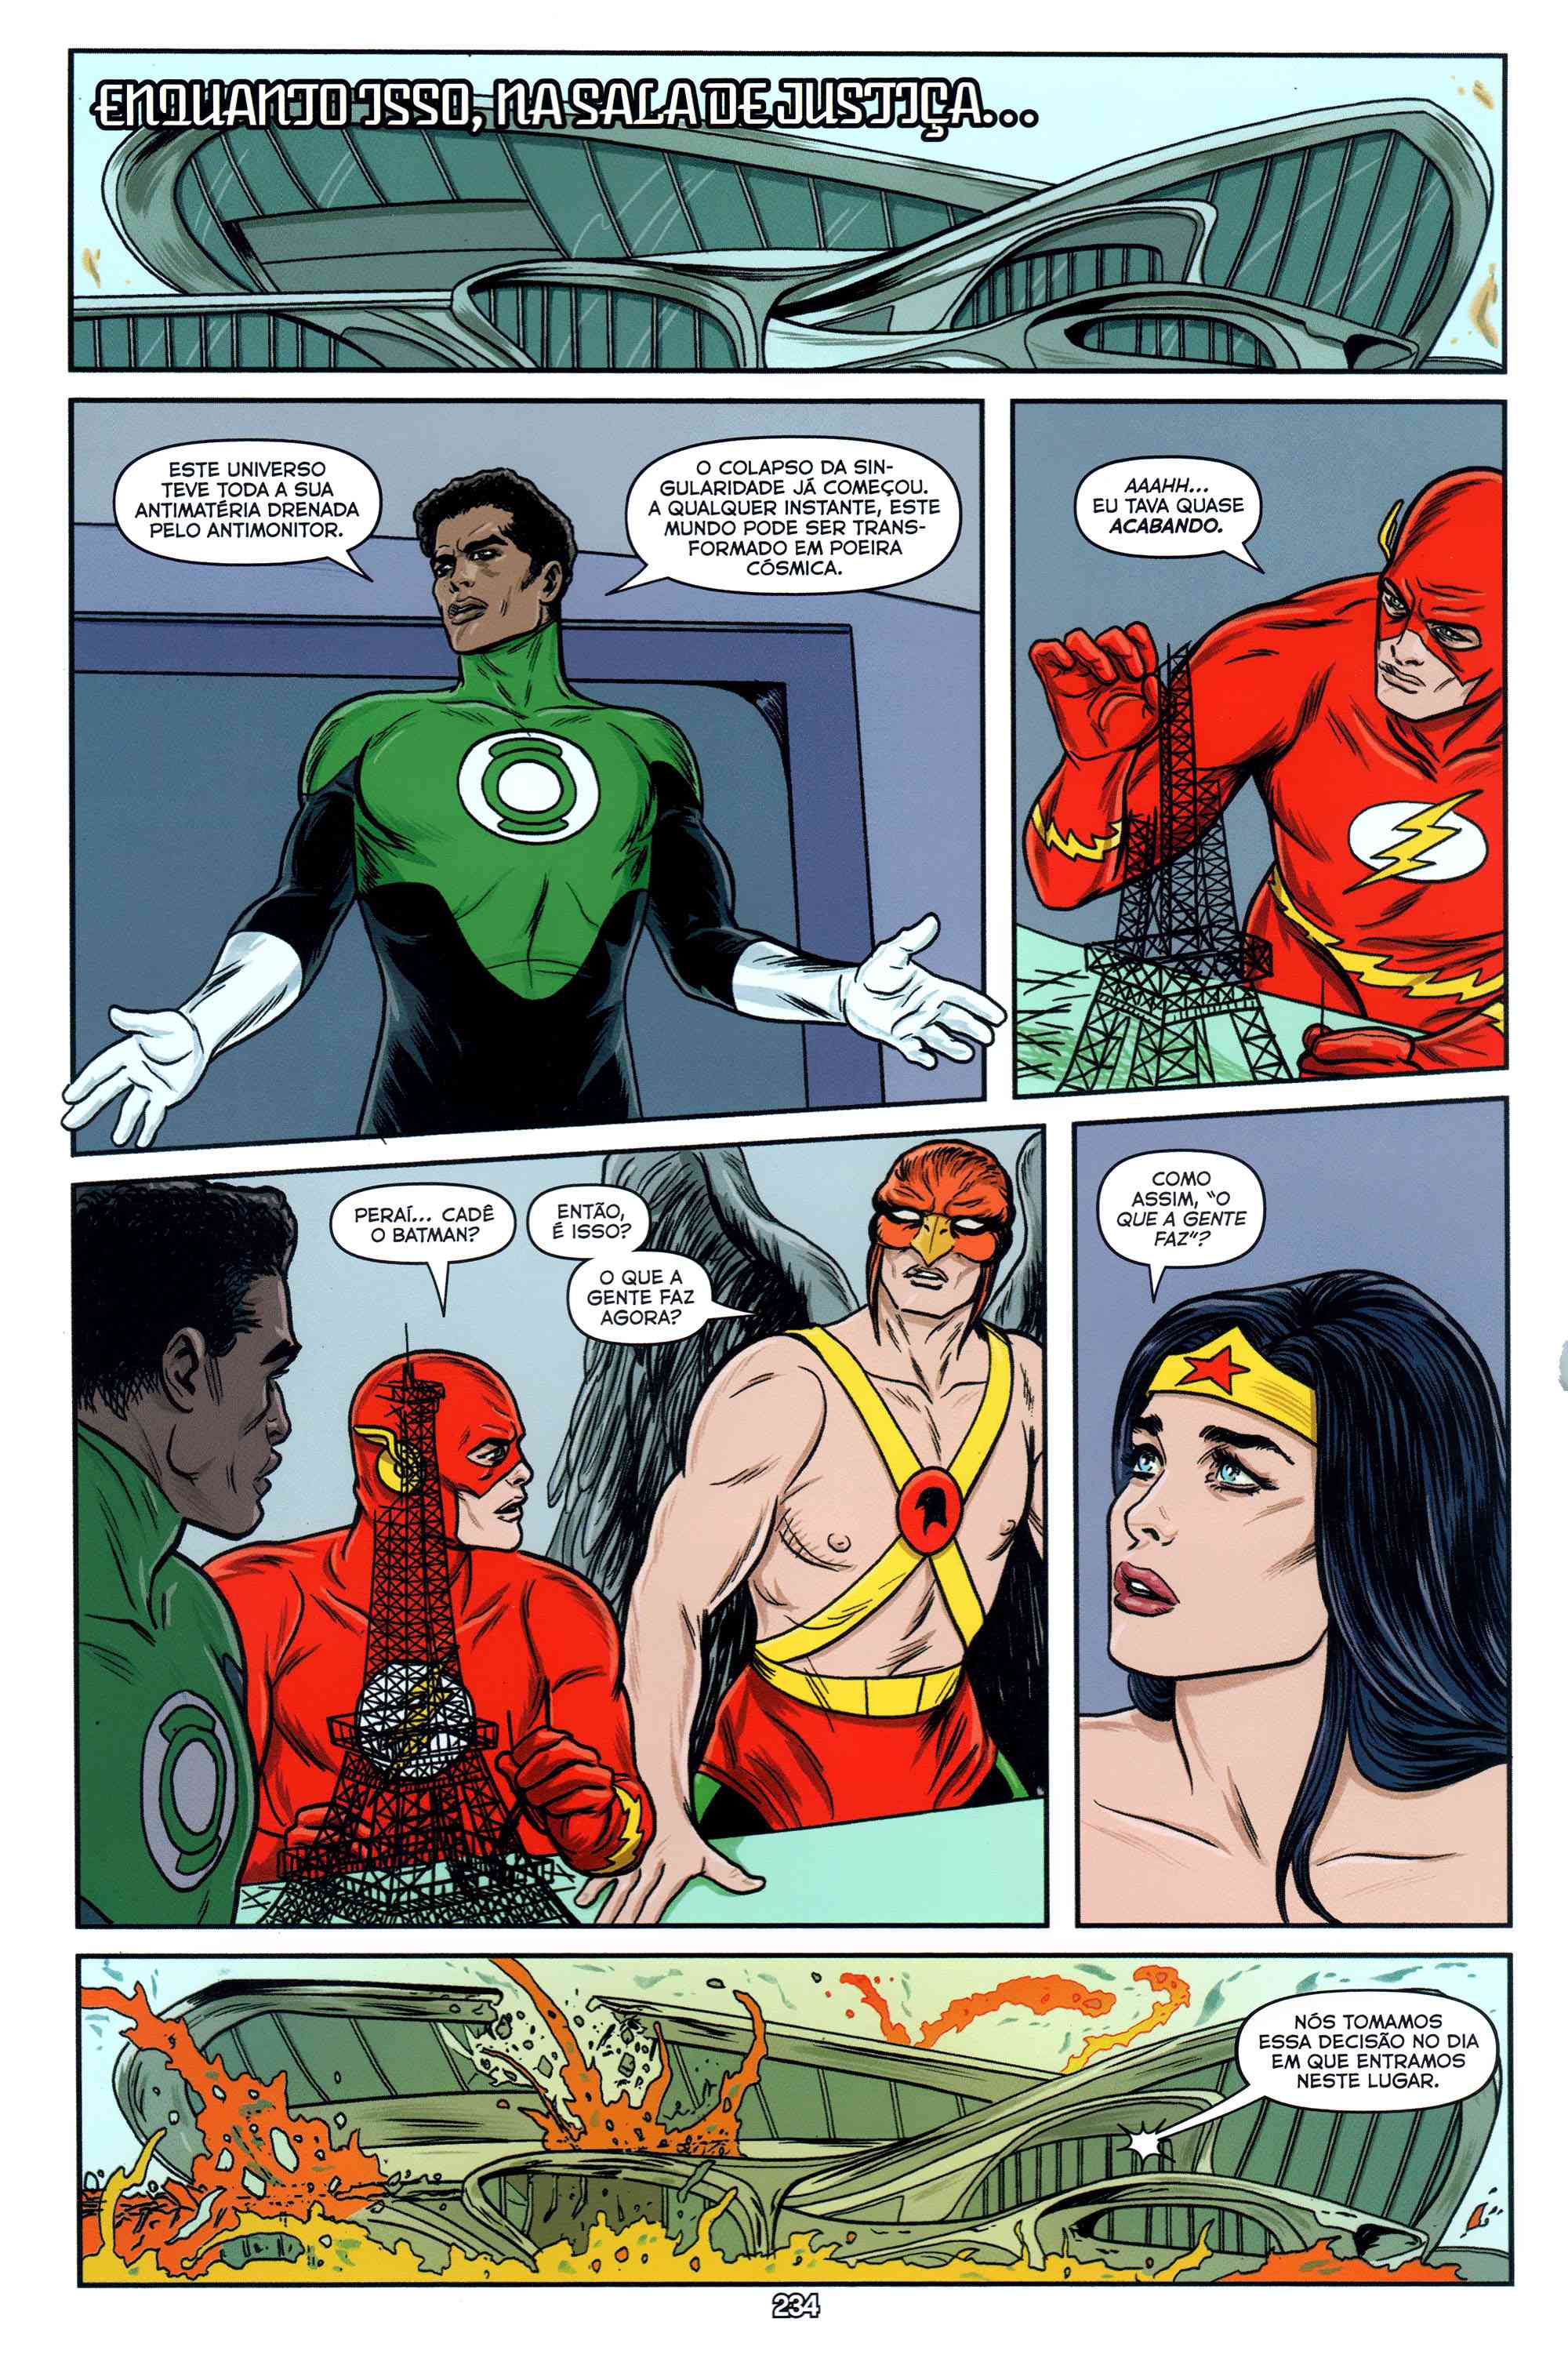 ENQUANTO ISSO, NA SALA DE JUSTIÇA...
ESTE UNIVERSO
TEVE TODA A SUA
ANTIMATÉRIA DRENADA
PELO ANTIMONITOR.
O COLAPSO DA SIN-
GULARIDADE JÁ COMEÇOU.
A QUALQUER INSTANTE, ESTE
MUNDO PODE SER TRANS-
FORMADO EM POEIRA
CÓSMICA.
AAAHH...
EU TAVA QUASE
ACABANDO.
PERAÍ... CADÊ
O BATMAN?
ENTÃO,
É ISSO?
O QUE A
GENTE FAZ
AGORA?
COMO
ASSIM, “O
QUE A GENTE
FAZ”?
NÓS TOMAMOS
ESSA DECISÃO NO DIA
EM QUE ENTRAMOS
NESTE LUGAR.
234